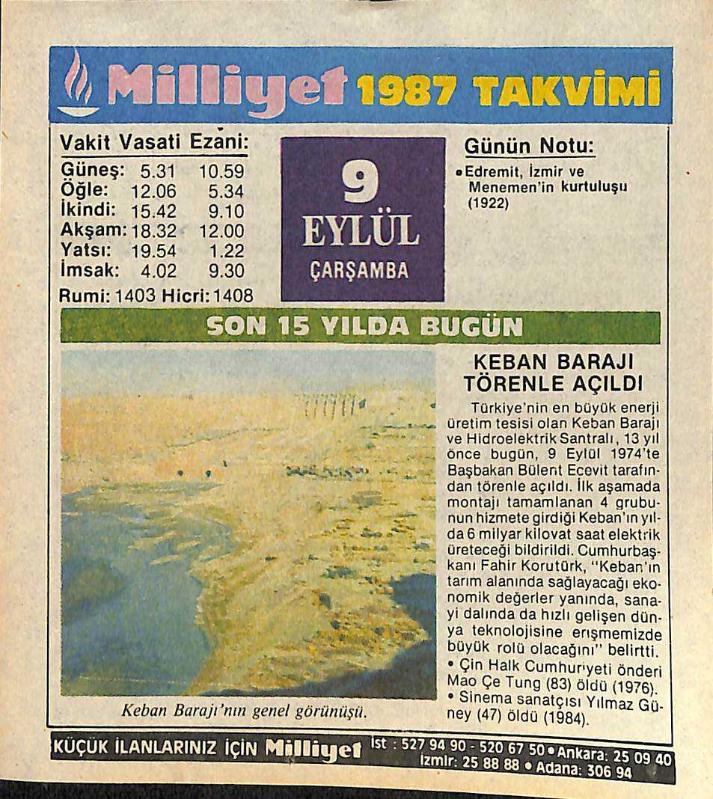 Milliyet 1987 TAKVİMİ
Vakit Vasati Ezâni:
Güneş: 5.31 10.59
Öğle: 12.06 5.34
İkindi: 15.42 9.10
Akşam: 18.32 12.00
Yatsı: 19.54 1.22
İmsak: 4.02 9.30
Rumi: 1403 Hicri: 1408
9
EYLÜL
ÇARŞAMBA
Günün Notu:
• Edremit, İzmir ve
Menemen'in kurtuluşu
(1922)
SON 15 YILDA BUGÜN
KEBAN BARAJI
TÖRENLE AÇILDI
Türkiye'nin en büyük enerji
üretim tesisi olan Keban Barajı
ve Hidroelektrik Santralı, 13 yıl
önce bugün, 9 Eylül 1974'te
Başbakan Bülent Ecevit tarafın-
dan törenle açıldı. İlk aşamada
montajı tamamlanan 4 grubu-
nun hizmete girdiği Keban'ın yıl-
da 6 milyar kilovat saat elektrik
üreteceği bildirildi. Cumhurbaş-
kanı Fahir Korutürk, "Keban'ın
tarım alanında sağlayacağı eko-
nomik değerler yanında, sana-
yi dalında da hızlı gelişen dün-
ya teknolojisine erışmemizde
büyük rolü olacağını" belirtti.
• Çin Halk Cumhuriyeti önderi
Mao Çe Tung (83) öldü (1976).
• Sinema sanatçısı Yılmaz Gü-
ney (47) öldü (1984).
Keban Barajı'nın genel görünüşü.
KÜÇÜK İLANLARINIZ İÇİN Milliyet İst : 527 94 90 - 520 67 50 • Ankara: 25 09 40
İzmir: 25 88 88 • Adana: 306 94